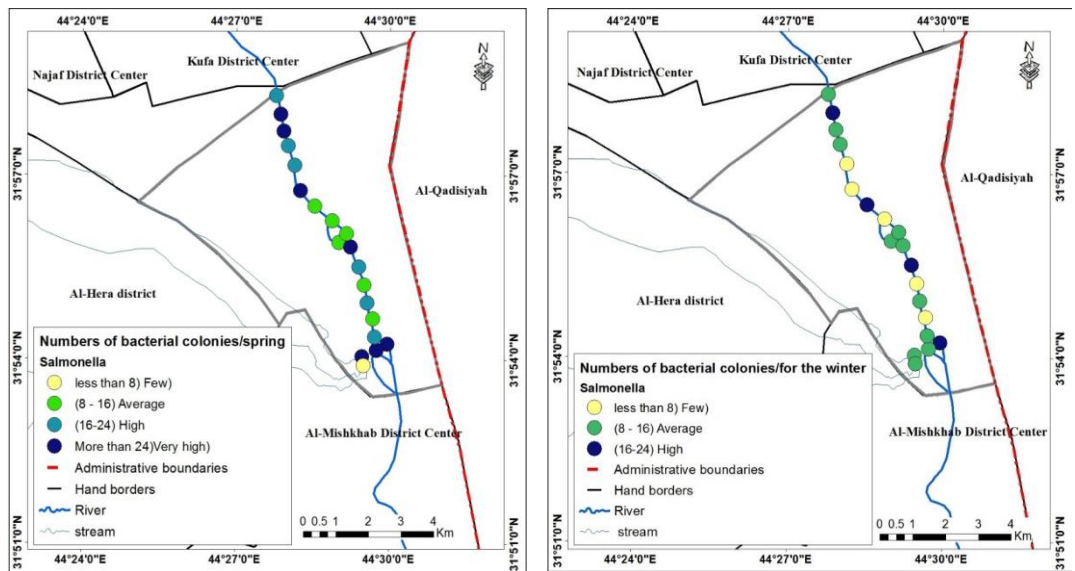 44°24'0"E 44°27'0"E 44°30'0"E
N
Kufa District Center
Najaf District Center
31°57'0"N
31°57'0"N
Al-Qadisiyah
Al-Hera district
Numbers of bacterial colonies/spring
Salmonella
less than 8) Few)
(8 - 16) Average
(16-24) High
More than 24)Very high)
Administrative boundaries
Hand borders
River
stream
31°54'0"N
31°54'0"N
Al-Mishkhab District Center
0 0.5 1 2 3 4
Km
31°51'0"N
31°51'0"N
44°24'0"E 44°27'0"E 44°30'0"E
44°24'0"E 44°27'0"E 44°30'0"E
N
Kufa District Center
Najaf District Center
31°57'0"N
31°57'0"N
Al-Qadisiyah
Al-Hera district
Numbers of bacterial colonies/for the winter
Salmonella
less than 8) Few)
(8 - 16) Average
(16-24) High
Administrative boundaries
Hand borders
River
stream
31°54'0"N
31°54'0"N
Al-Mishkhab District Center
0 0.5 1 2 3 4
Km
31°51'0"N
31°51'0"N
44°24'0"E 44°27'0"E 44°30'0"E